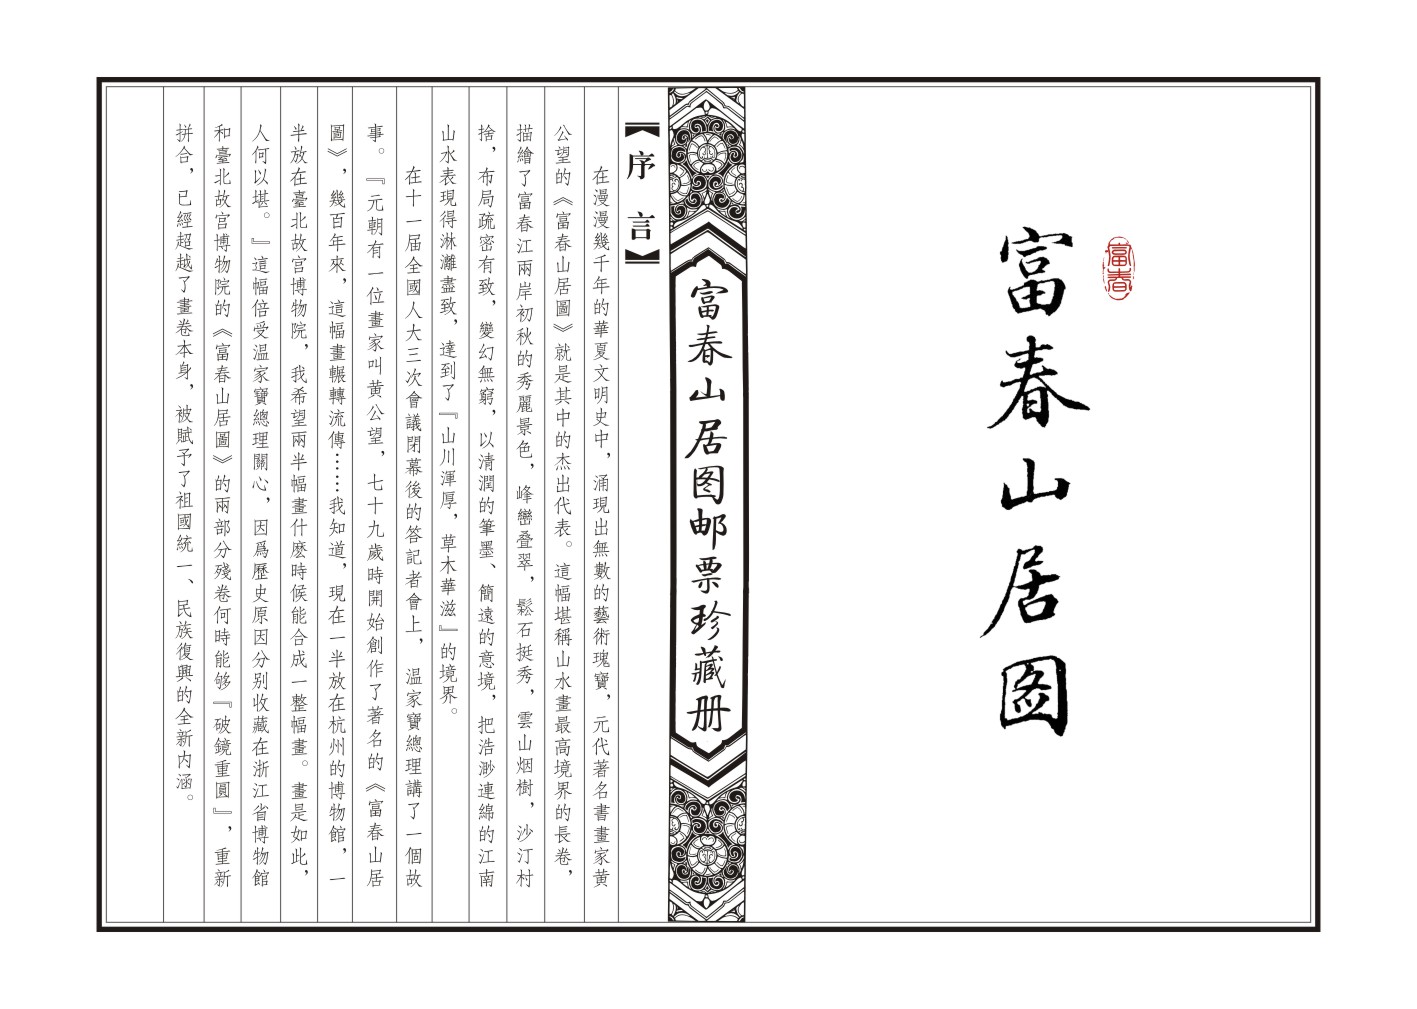 富春
富春山居图
富春山居图邮票珍藏册
【序言】
在漫漫幾千年的華夏文明史中，涌現出無數的藝術瑰寶，元代著名書畫家黄
公望的《富春山居圖》就是其中的杰出代表。這幅堪稱山水畫最高境界的長卷，
描繪了富春江兩岸初秋的秀麗景色，峰巒叠翠，鬆石挺秀，雲山烟樹，沙汀村
捨，布局疏密有致，變幻無窮，以清潤的筆墨、簡遠的意境，把浩渺連綿的江南
山水表現得淋灕盡致，達到了『山川渾厚，草木華滋』的境界。
在十一届全國人大三次會議閉幕後的答記者會上，温家寶總理講了一個故
事。『元朝有一位畫家叫黄公望，七十九歲時開始創作了著名的《富春山居
圖》，幾百年來，這幅畫輾轉流傳……我知道，現在一半放在杭州的博物館，一
半放在臺北故宫博物院，我希望兩半幅畫什麽時候能合成一整幅畫。畫是如此，
人何以堪。』這幅倍受温家寶總理關心，因爲歷史原因分别收藏在浙江省博物館
和臺北故宫博物院的《富春山居圖》的兩部分殘卷何時能够『破鏡重圓』，重新
拼合，已經超越了畫卷本身，被賦予了祖國統一、民族復興的全新内涵。